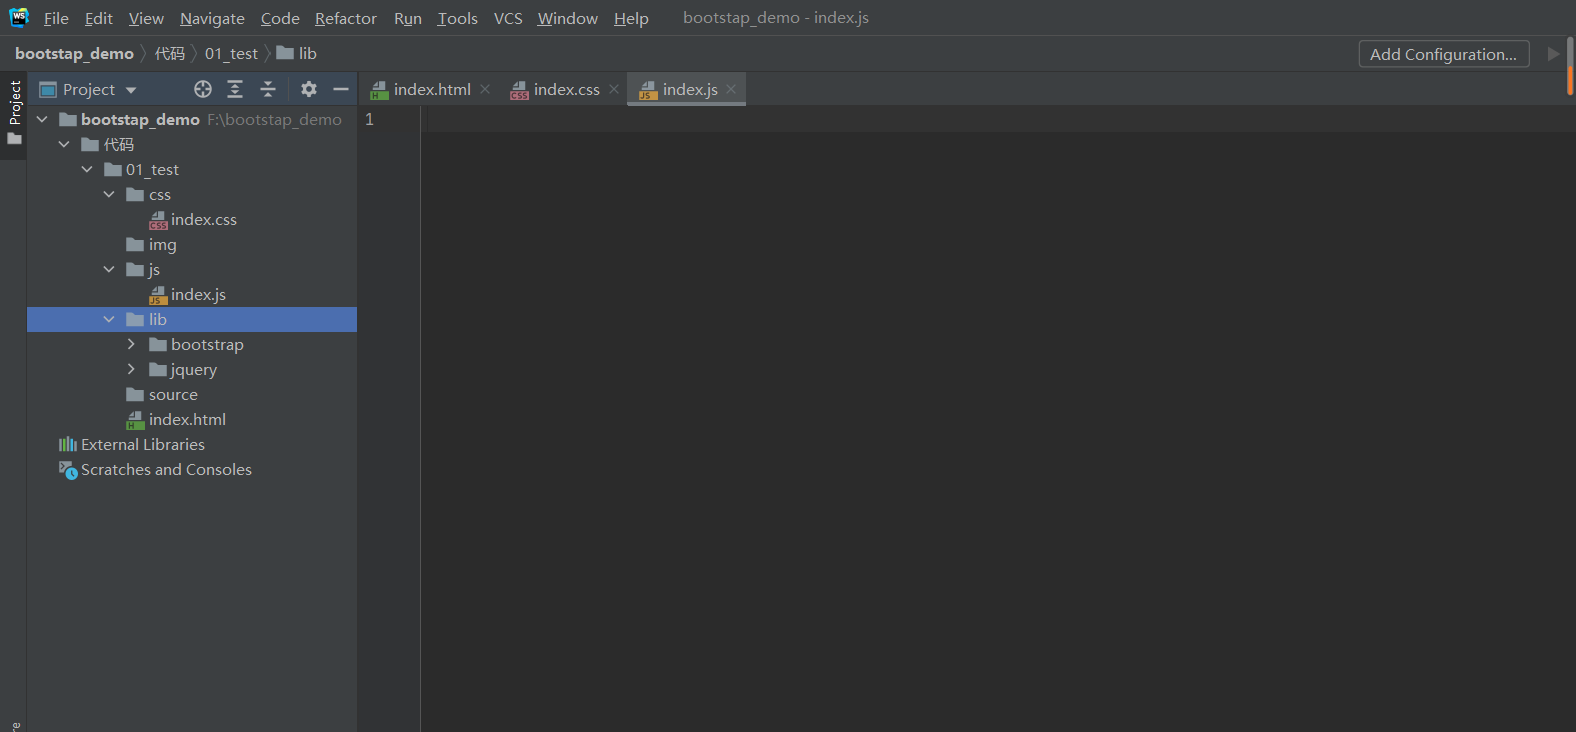 WS File Edit View Navigate Code Refactor Run Tools VCS Window Help bootstap_demo - index.js
bootstap_demo 代码 01_test lib Add Configuration...
Project
Project index.html index.css index.js
bootstap_demo F:\bootstap_demo 1
代码
01_test
css
index.css
img
js
index.js
lib
bootstrap
jquery
source
index.html
External Libraries
Scratches and Consoles